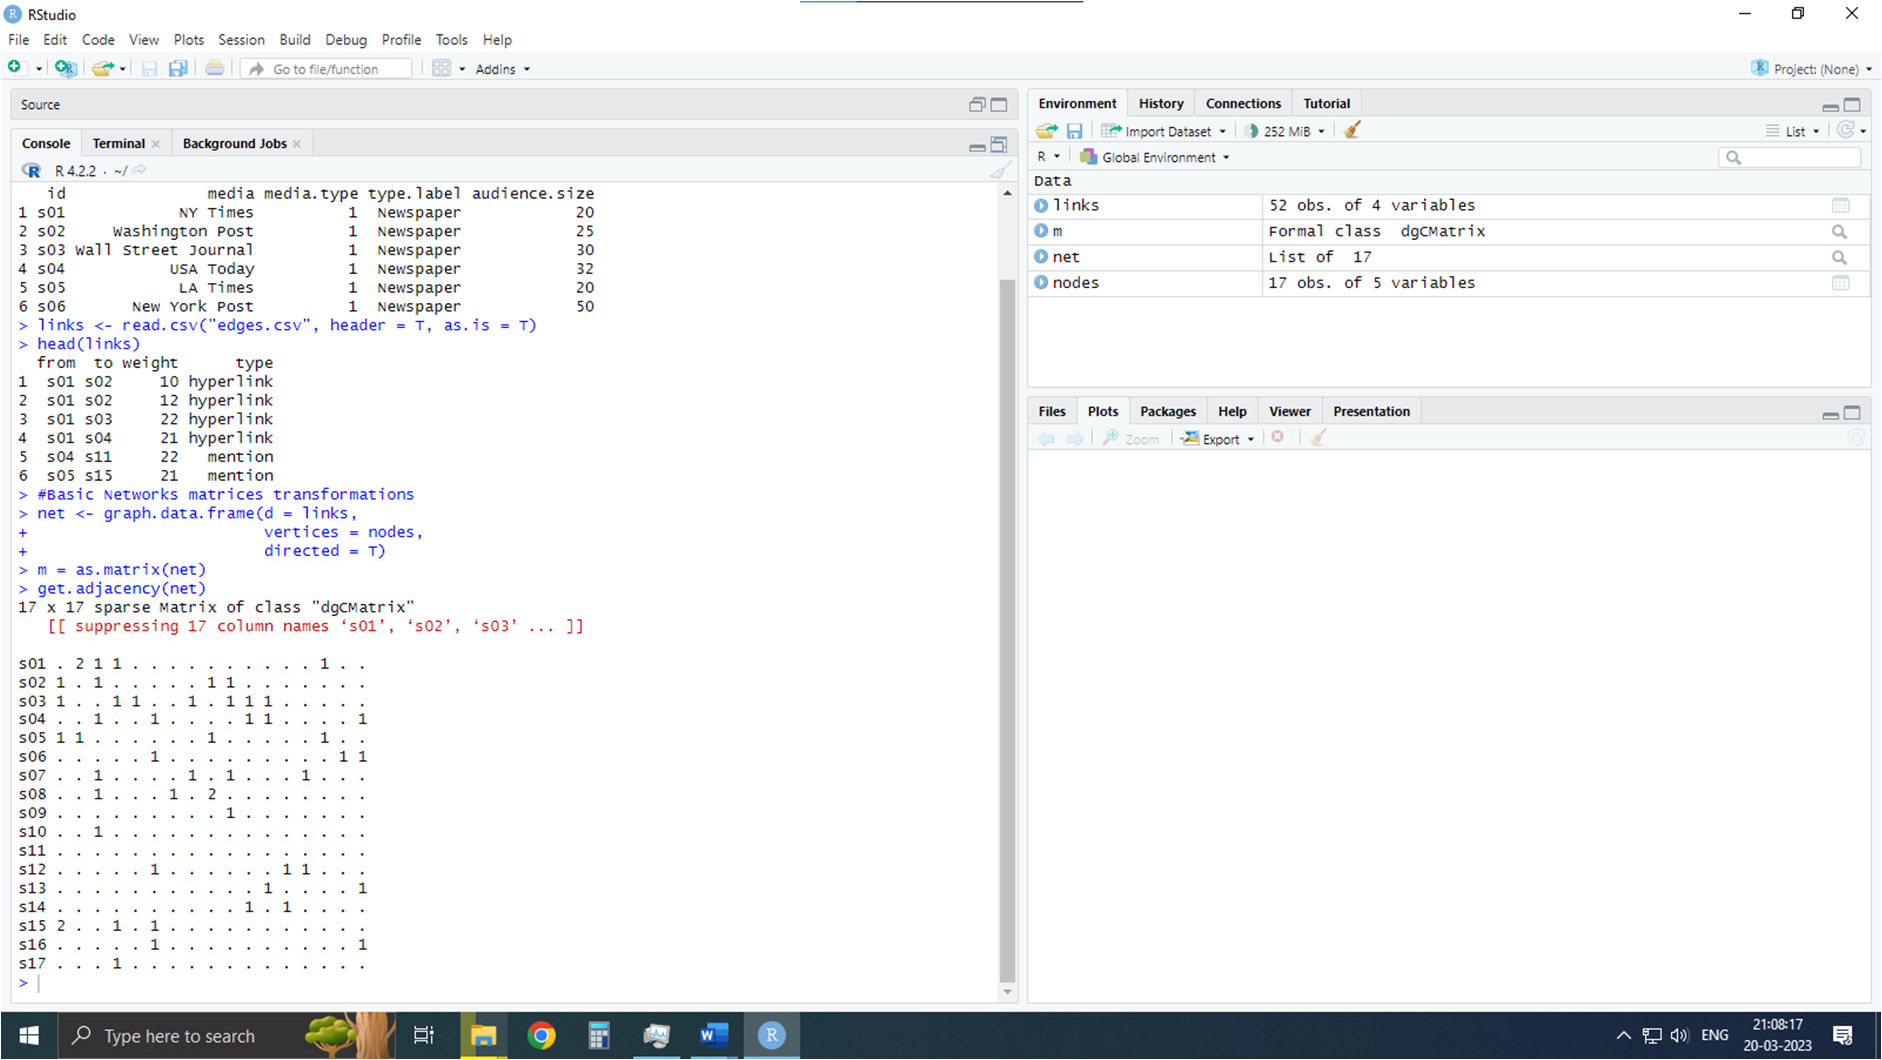 RStudio
File Edit Code View Plots Session Build Debug Profile Tools Help
Go to file/function Addins Project: (None)
Source
Console Terminal Background Jobs
R 4.2.2 · ~/
id media media.type type.label audience.size
1 s01 NY Times 1 Newspaper 20
2 s02 Washington Post 1 Newspaper 25
3 s03 Wall Street Journal 1 Newspaper 30
4 s04 USA Today 1 Newspaper 32
5 s05 LA Times 1 Newspaper 20
6 s06 New York Post 1 Newspaper 50
> links <- read.csv("edges.csv", header = T, as.is = T)
> head(links)
from to weight type
1 s01 s02 10 hyperlink
2 s01 s02 12 hyperlink
3 s01 s03 22 hyperlink
4 s01 s04 21 hyperlink
5 s04 s11 22 mention
6 s05 s15 21 mention
> #Basic Networks matrices transformations
> net <- graph.data.frame(d = links,
+ vertices = nodes,
+ directed = T)
> m = as.matrix(net)
> get.adjacency(net)
17 x 17 sparse Matrix of class "dgCMatrix"
[[ suppressing 17 column names ‘s01’, ‘s02’, ‘s03’ ... ]]
s01 . 2 1 1 . . . . . . . . . . 1 . .
s02 1 . 1 . . . . . 1 1 . . . . . . .
s03 1 . . 1 1 . . 1 . 1 1 1 . . . . .
s04 . . 1 . . 1 . . . . 1 1 . . . . 1
s05 1 1 . . . . . . 1 . . . . . 1 . .
s06 . . . . . 1 . . . . . . . . . 1 1
s07 . . 1 . . . . 1 . 1 . . . 1 . . .
s08 . . 1 . . . 1 . 2 . . . . . . . .
s09 . . . . . . . . . 1 . . . . . . .
s10 . . 1 . . . . . . . . . . . . . .
s11 . . . . . . . . . . . . . . . . .
s12 . . . . . 1 . . . . . . 1 1 . . .
s13 . . . . . . . . . . . 1 . . . . 1
s14 . . . . . . . . . . 1 . 1 . . . .
s15 2 . . 1 . 1 . . . . . . . . . . .
s16 . . . . . 1 . . . . . . . . . . 1
s17 . . . 1 . . . . . . . . . . . . .
>
Environment History Connections Tutorial
Import Dataset 252 MiB List
R Global Environment
Data
links 52 obs. of 4 variables
m Formal class dgCMatrix
net List of 17
nodes 17 obs. of 5 variables
Files Plots Packages Help Viewer Presentation
Zoom Export
Type here to search
ENG
21:08:17
20-03-2023